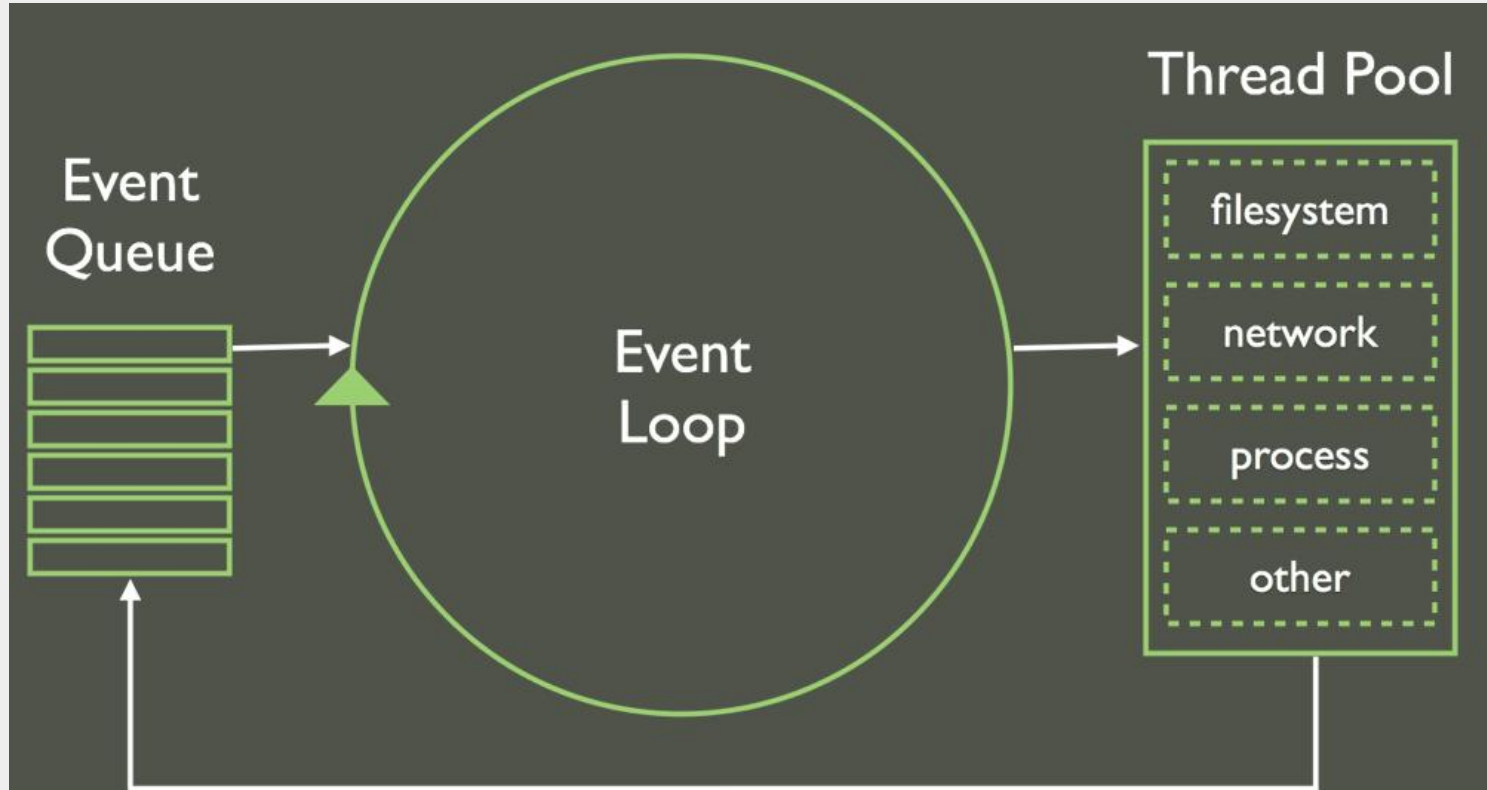 Event
Queue
Event
Loop
Thread Pool
filesystem
network
process
other